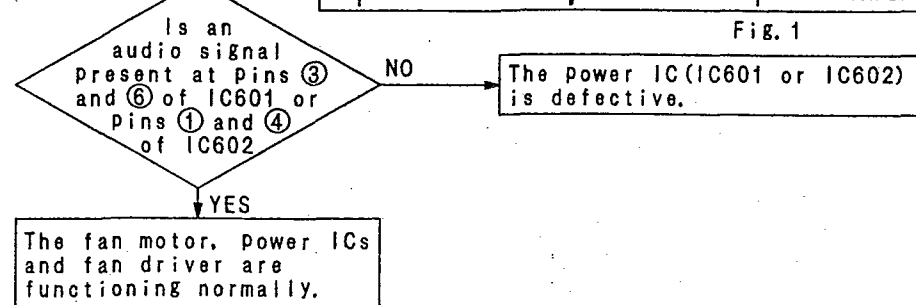 Fig. 1
Is an
audio signal
present at pins ③
and ⑥ of IC601 or
pins ① and ④
of IC602
NO
The power IC(IC601 or IC602)
is defective.
YES
The fan motor, power ICs
and fan driver are
functioning normally.